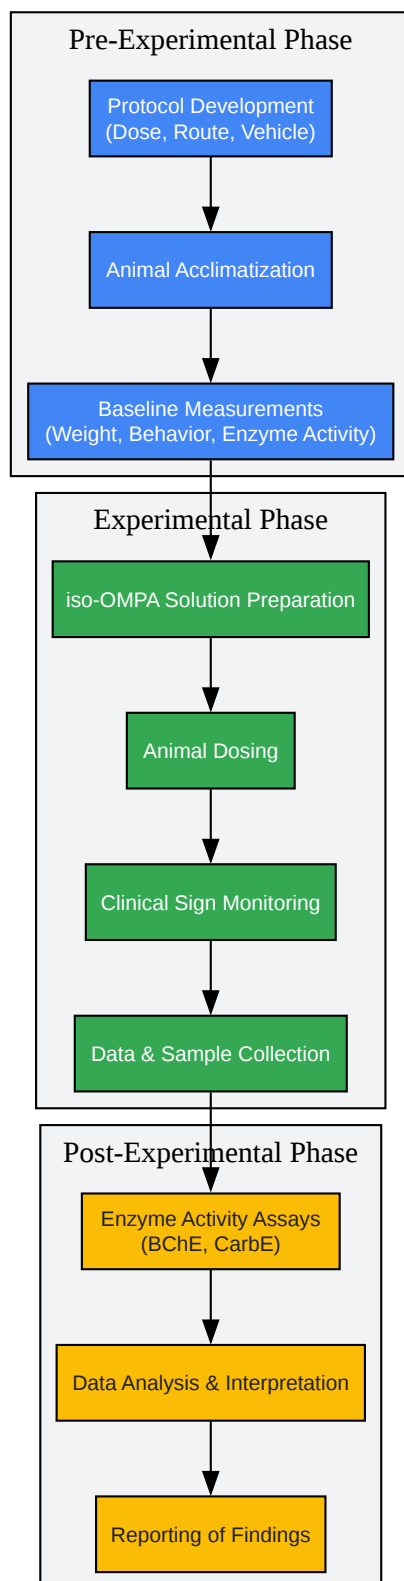 Pre-Experimental Phase
Protocol Development
(Dose, Route, Vehicle)
Animal Acclimatization
Baseline Measurements
(Weight, Behavior, Enzyme Activity)
Experimental Phase
iso-OMPA Solution Preparation
Animal Dosing
Clinical Sign Monitoring
Data & Sample Collection
Post-Experimental Phase
Enzyme Activity Assays
(BChE, CarbE)
Data Analysis & Interpretation
Reporting of Findings